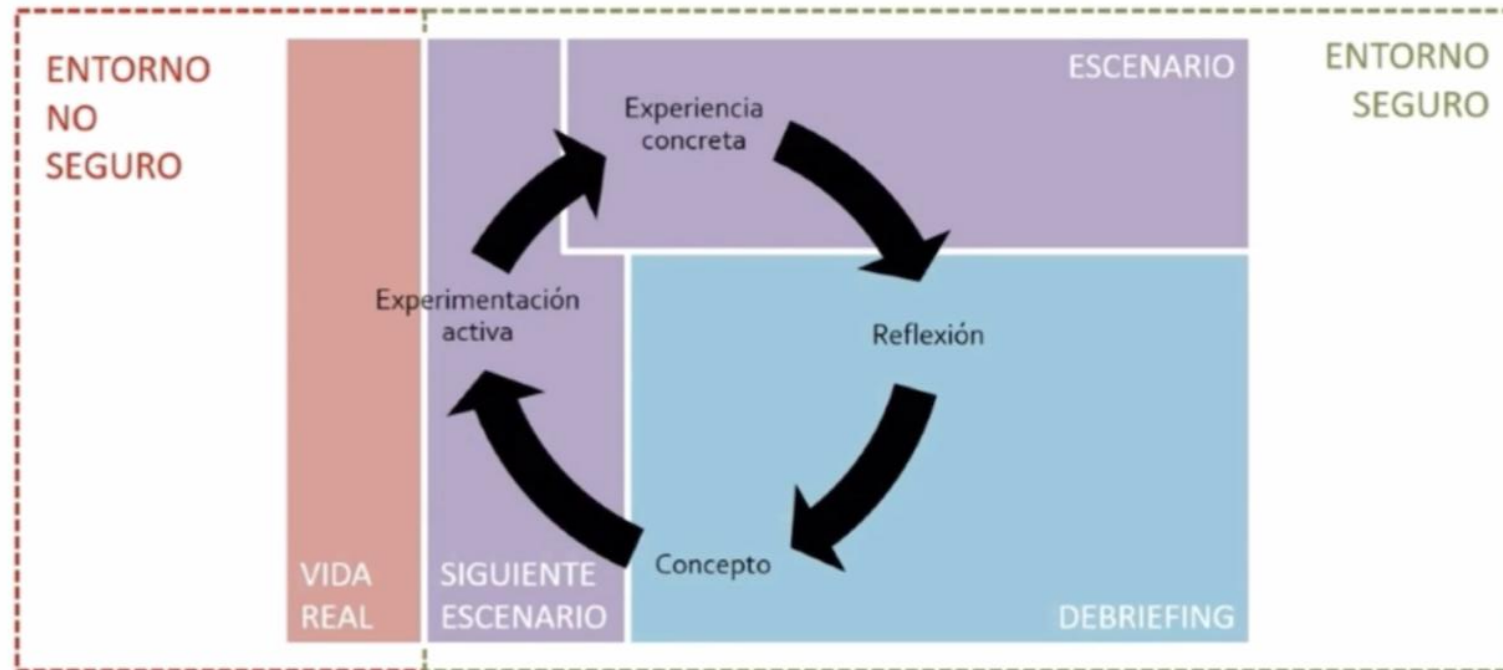 ENTORNO
NO
SEGURO
ESCENARIO
ENTORNO
SEGURO
Experiencia
concreta
Experimentación
activa
Reflexión
Concepto
VIDA
REAL
SIGUIENTE
ESCENARIO
DEBRIEFING